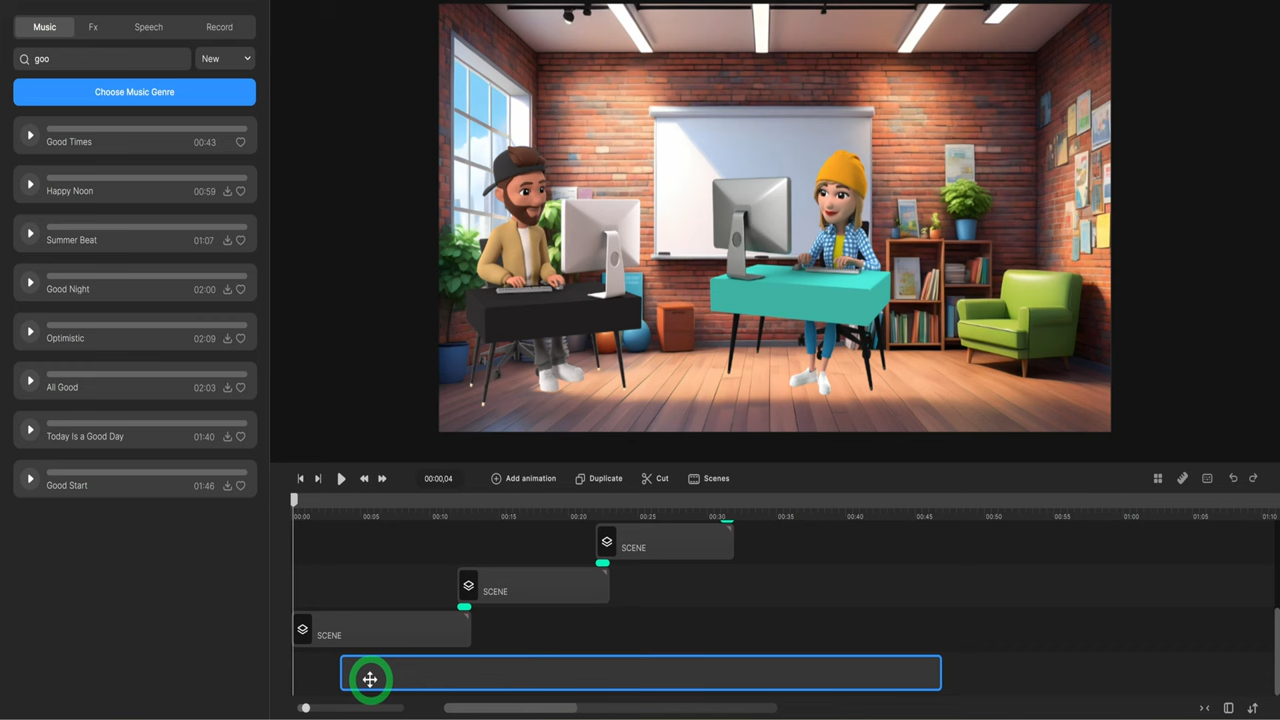 Music Fx Speech Record
goo New
Choose Music Genre
Good Times 00:43
Happy Noon 00:59
Summer Beat 01:07
Good Night 02:00
Optimistic 02:09
All Good 02:03
Today Is a Good Day 01:40
Good Start 01:46
00:00,04 Add animation Duplicate Cut Scenes
00:00 00:05 00:10 00:15 00:20 00:25 00:30 00:35 00:40 00:45 00:50 00:55 01:00 01:05 01:10
SCENE
SCENE
SCENE